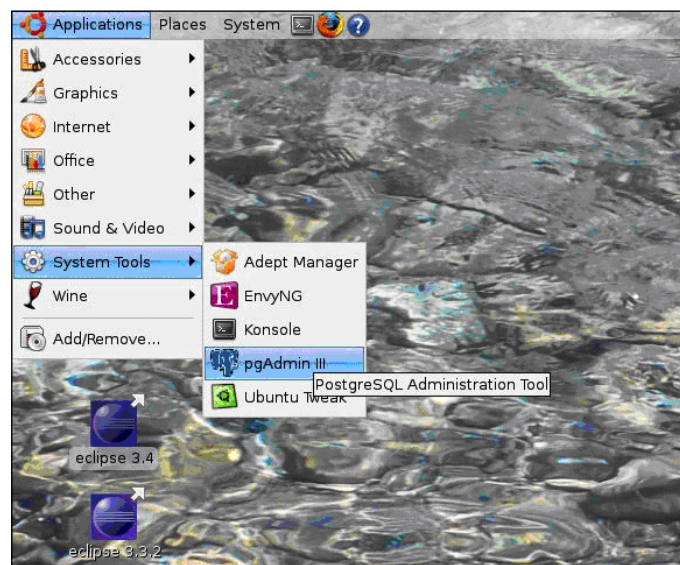 Applications Places System
Accessories
Graphics
Internet
Office
Other
Sound & Video
System Tools
Wine
Add/Remove...
Adept Manager
EnvyNG
Konsole
pgAdmin III
PostgreSQL Administration Tool
Ubuntu Tweak
eclipse 3.4
eclipse 3.3.2